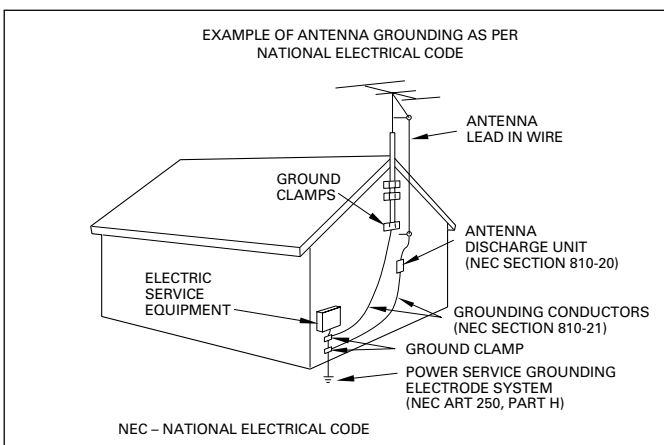 EXAMPLE OF ANTENNA GROUNDING AS PER
NATIONAL ELECTRICAL CODE
ANTENNA
LEAD IN WIRE
GROUND
CLAMPS
ANTENNA
DISCHARGE UNIT
(NEC SECTION 810-20)
ELECTRIC
SERVICE
EQUIPMENT
GROUNDING CONDUCTORS
(NEC SECTION 810-21)
GROUND CLAMP
POWER SERVICE GROUNDING
ELECTRODE SYSTEM
(NEC ART 250, PART H)
NEC – NATIONAL ELECTRICAL CODE